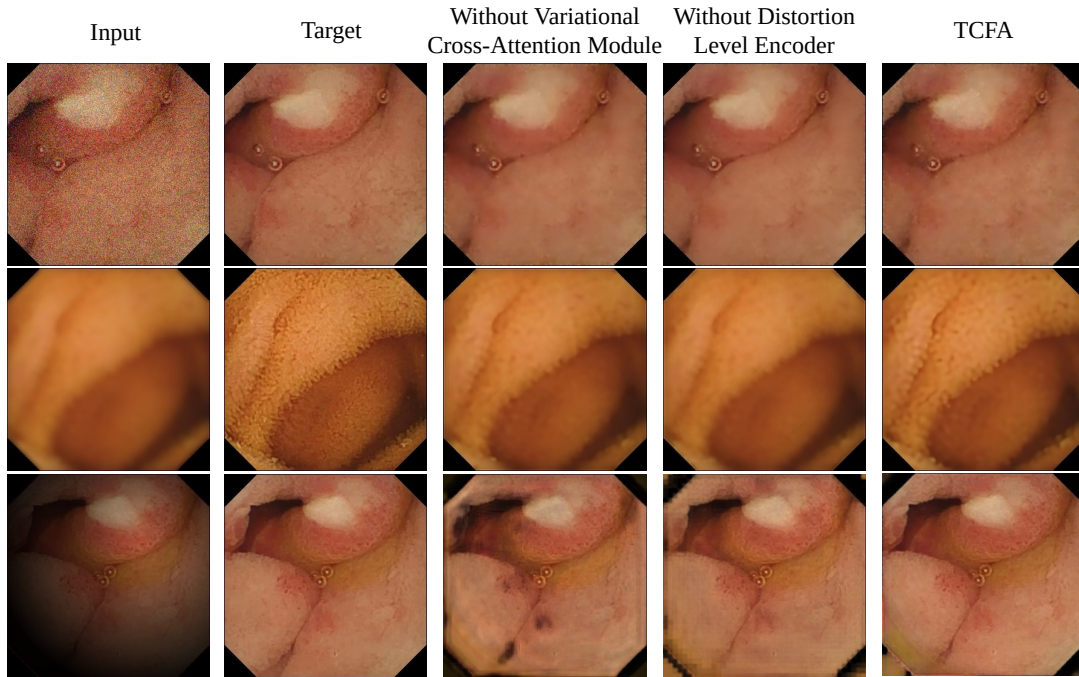 Input
Target
Without Variational
Cross-Attention Module
Without Distortion
Level Encoder
TCFA